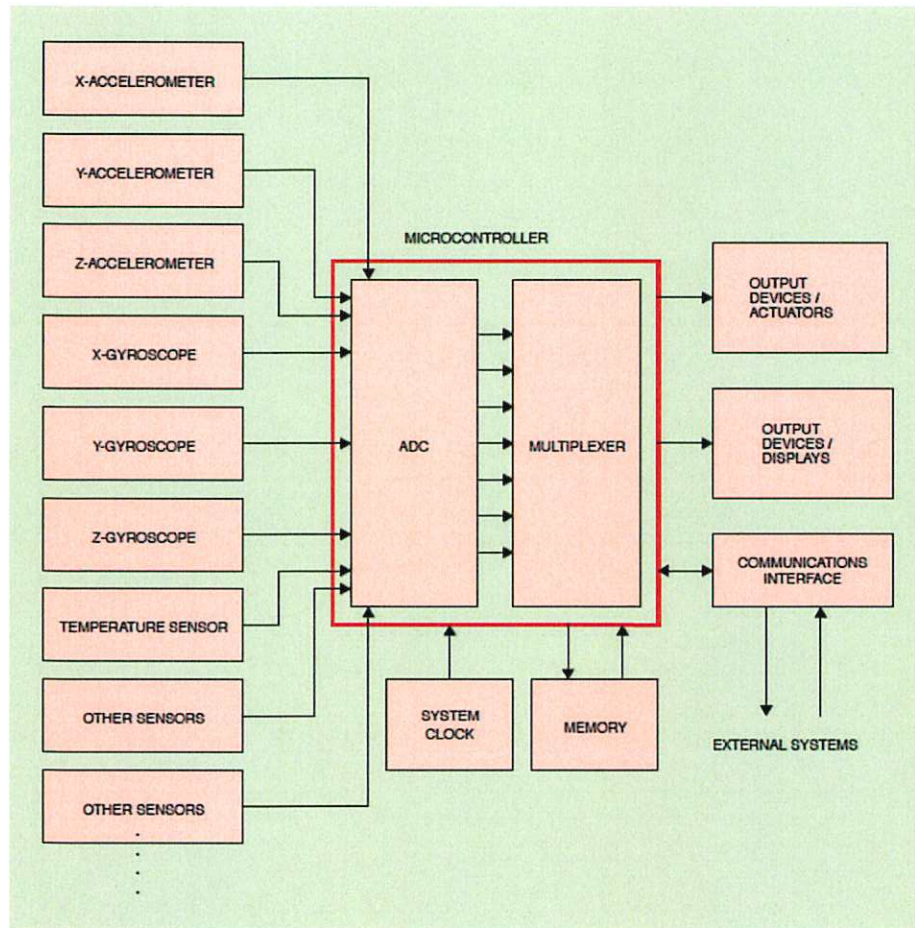 X-ACCELEROMETER
Y-ACCELEROMETER
Z-ACCELEROMETER
X-GYROSCOPE
Y-GYROSCOPE
Z-GYROSCOPE
TEMPERATURE SENSOR
OTHER SENSORS
OTHER SENSORS
MICROCONTROLLER
ADC
MULTIPLEXER
SYSTEM
CLOCK
MEMORY
OUTPUT
DEVICES /
ACTUATORS
OUTPUT
DEVICES /
DISPLAYS
COMMUNICATIONS
INTERFACE
EXTERNAL SYSTEMS